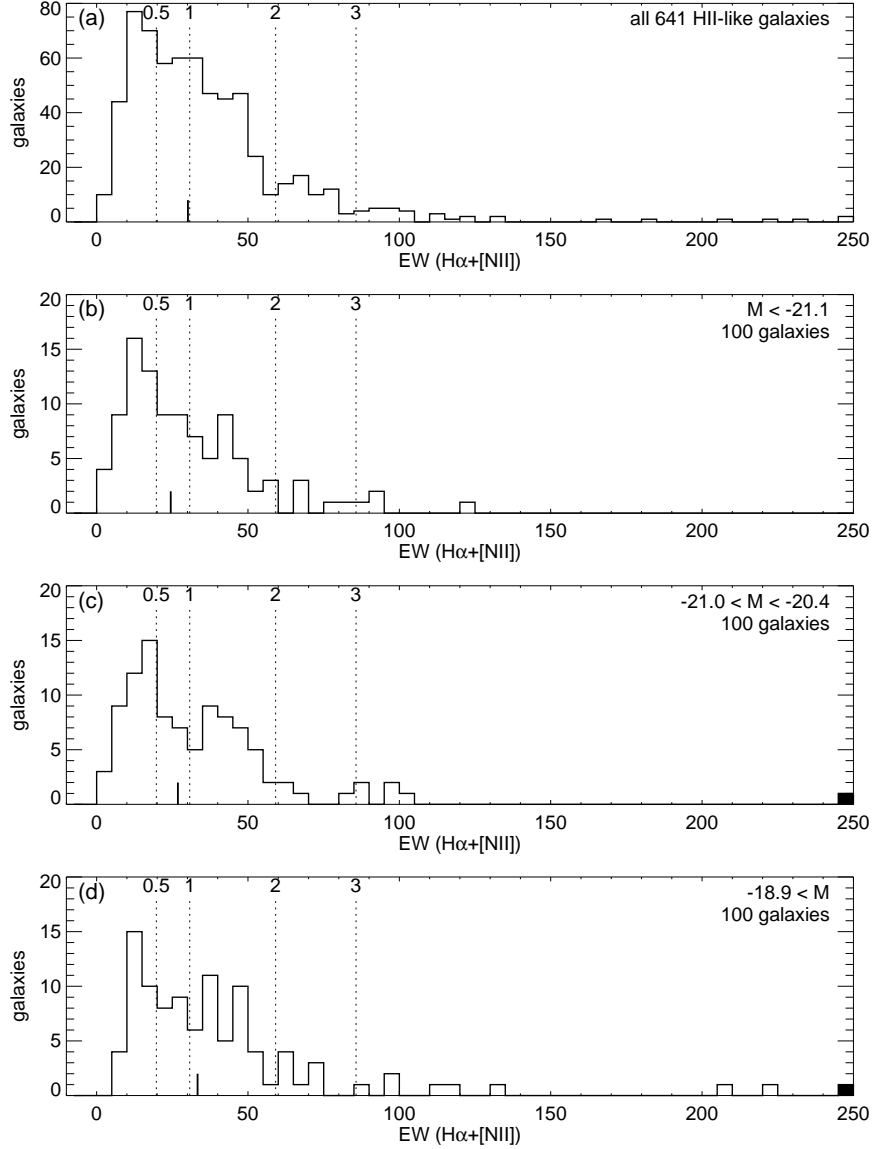 (a)
0.5 1 2 3
all 641 HII-like galaxies
80
60
40
20
0
galaxies
0 50 100 150 200 250
EW (Hα+[NII])
(b)
0.5 1 2 3
M < -21.1
100 galaxies
20
15
10
5
0
galaxies
0 50 100 150 200 250
EW (Hα+[NII])
(c)
0.5 1 2 3
-21.0 < M < -20.4
100 galaxies
20
15
10
5
0
galaxies
0 50 100 150 200 250
EW (Hα+[NII])
(d)
0.5 1 2 3
-18.9 < M
100 galaxies
20
15
10
5
0
galaxies
0 50 100 150 200 250
EW (Hα+[NII])